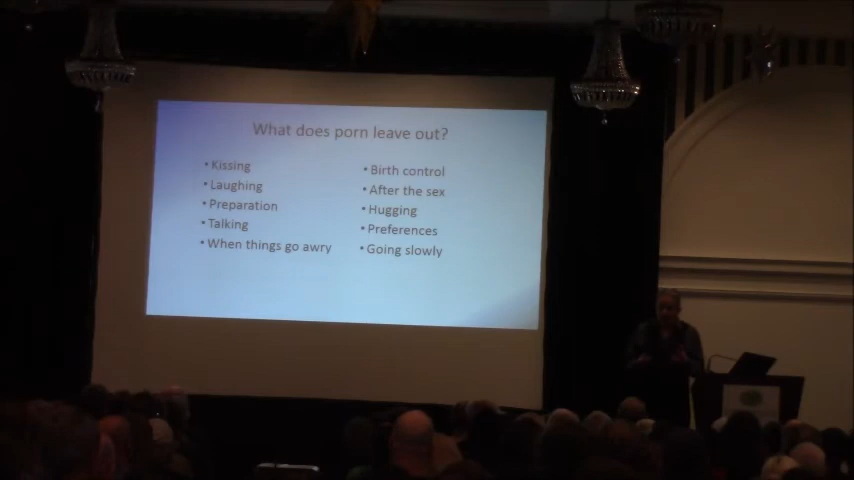 What does porn leave out?
• Kissing
• Laughing
• Preparation
• Talking
• When things go awry
• Birth control
• After the sex
• Hugging
• Preferences
• Going slowly